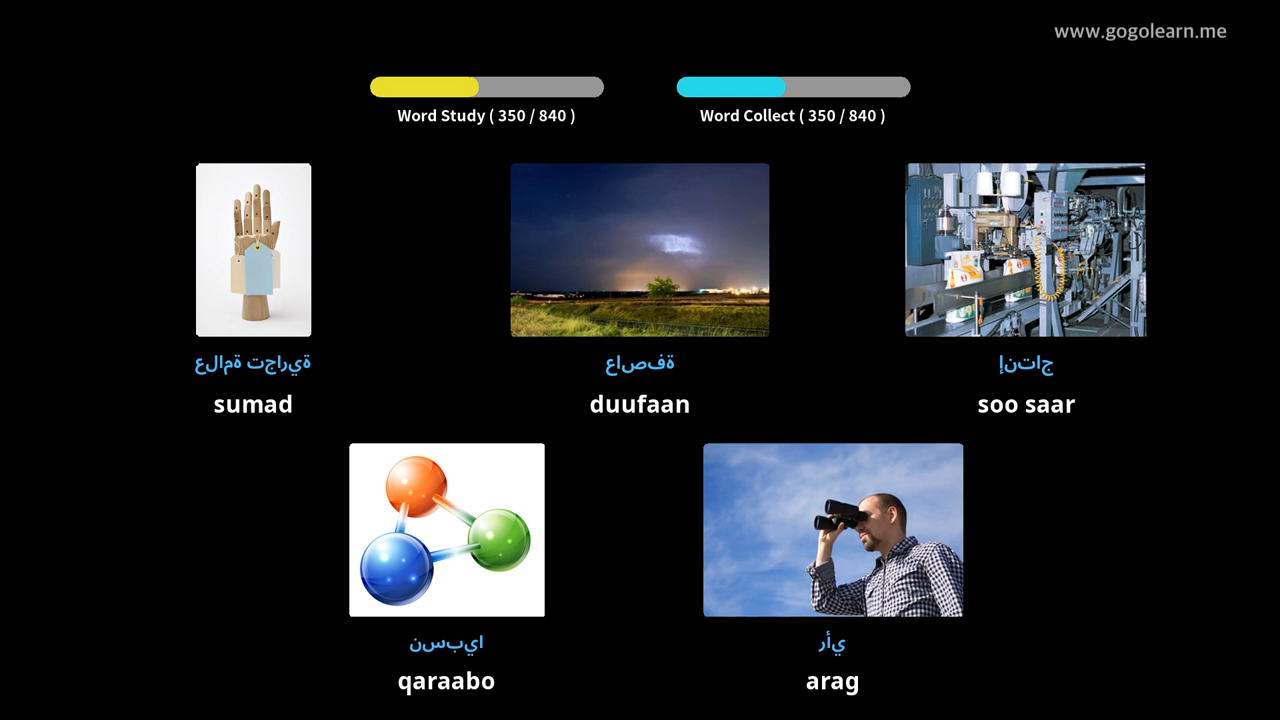 www.gogolearn.me
Word Study ( 350 / 840 )
Word Collect ( 350 / 840 )
علامة تجارية
عاصفة
إنتاج
sumad
duufaan
soo saar
نسبيا
رأي
qaraabo
arag